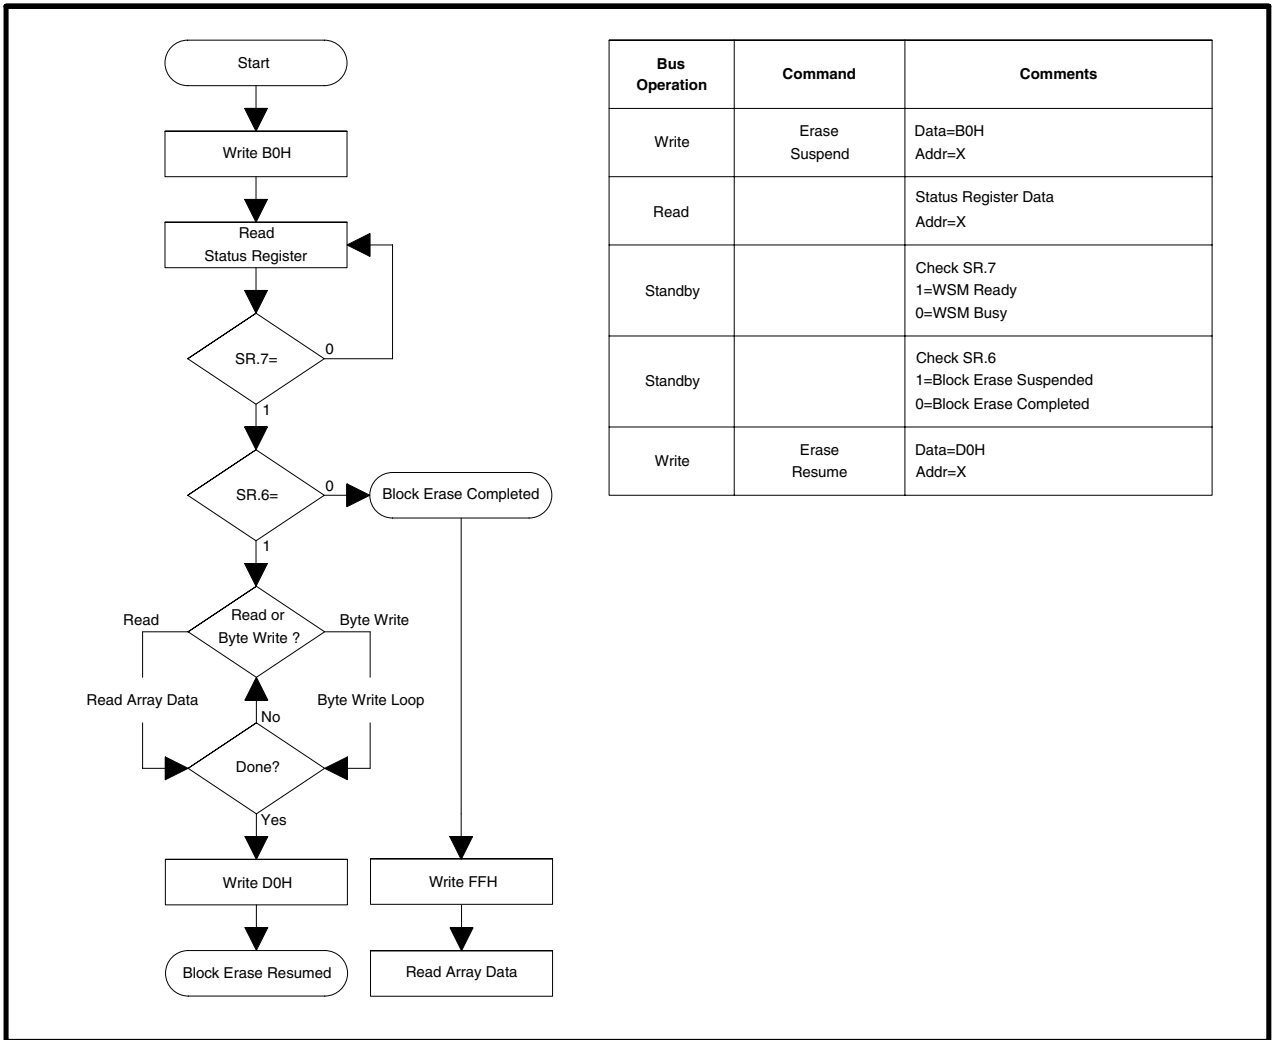 Start
Write B0H
Read
Status Register
SR.7=
0
1
SR.6=
0
Block Erase Completed
1
Read or
Byte Write ?
Read
Byte Write
Read Array Data
Byte Write Loop
No
Done?
Yes
Write D0H
Write FFH
Block Erase Resumed
Read Array Data
Bus
Operation
Command
Comments
Write
Erase
Suspend
Data=B0H
Addr=X
Read
Status Register Data
Addr=X
Standby
Check SR.7
1=WSM Ready
0=WSM Busy
Standby
Check SR.6
1=Block Erase Suspended
0=Block Erase Completed
Write
Erase
Resume
Data=D0H
Addr=X